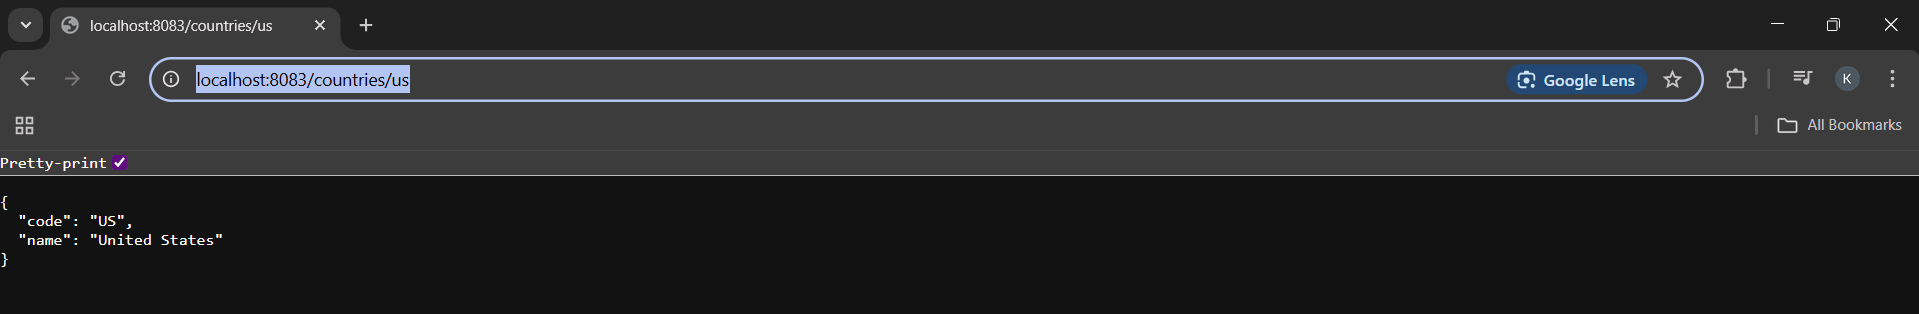 localhost:8083/countries/us
localhost:8083/countries/us
Google Lens
K
All Bookmarks
Pretty-print
{
  "code": "US",
  "name": "United States"
}